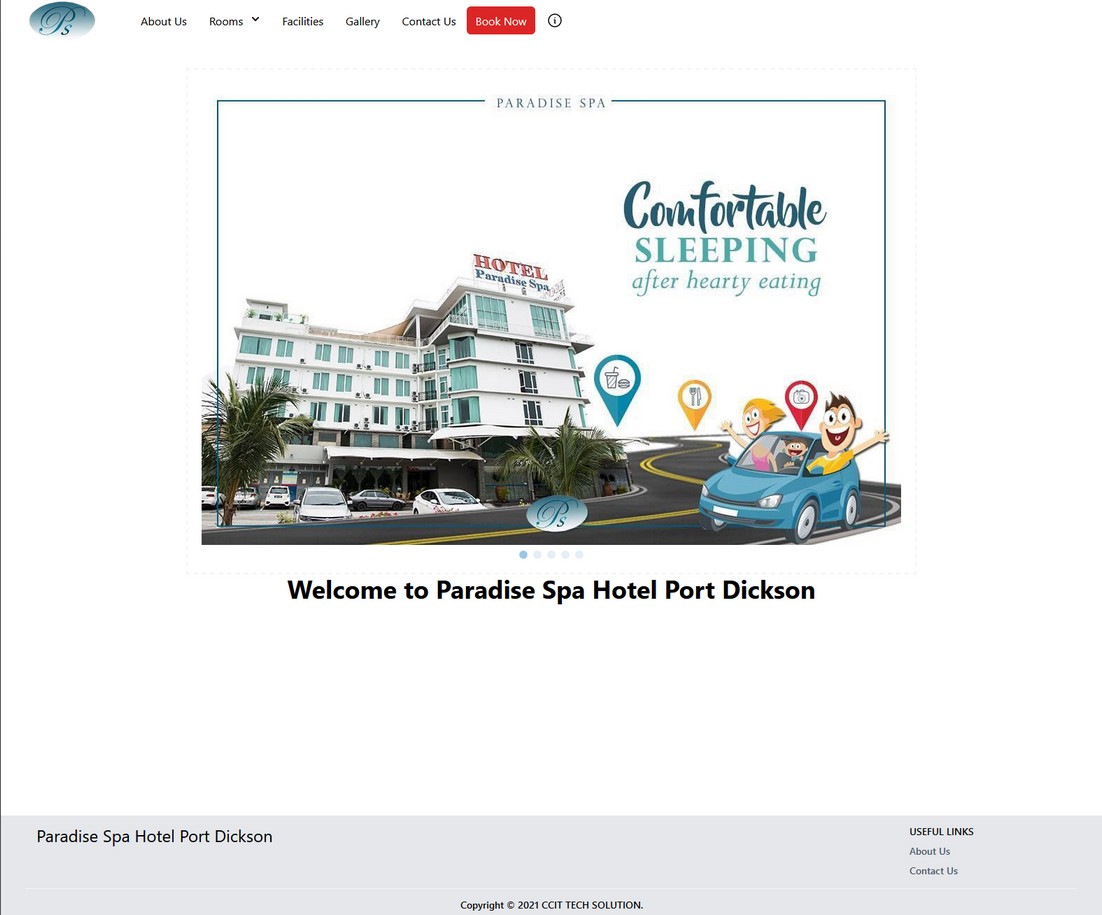 Ps
About Us Rooms Facilities Gallery Contact Us Book Now
PARADISE SPA
Comfortable
SLEEPING
after hearty eating
HOTEL
Paradise Spa
Ps
Welcome to Paradise Spa Hotel Port Dickson
Paradise Spa Hotel Port Dickson
USEFUL LINKS
About Us
Contact Us
Copyright © 2021 CCIT TECH SOLUTION.